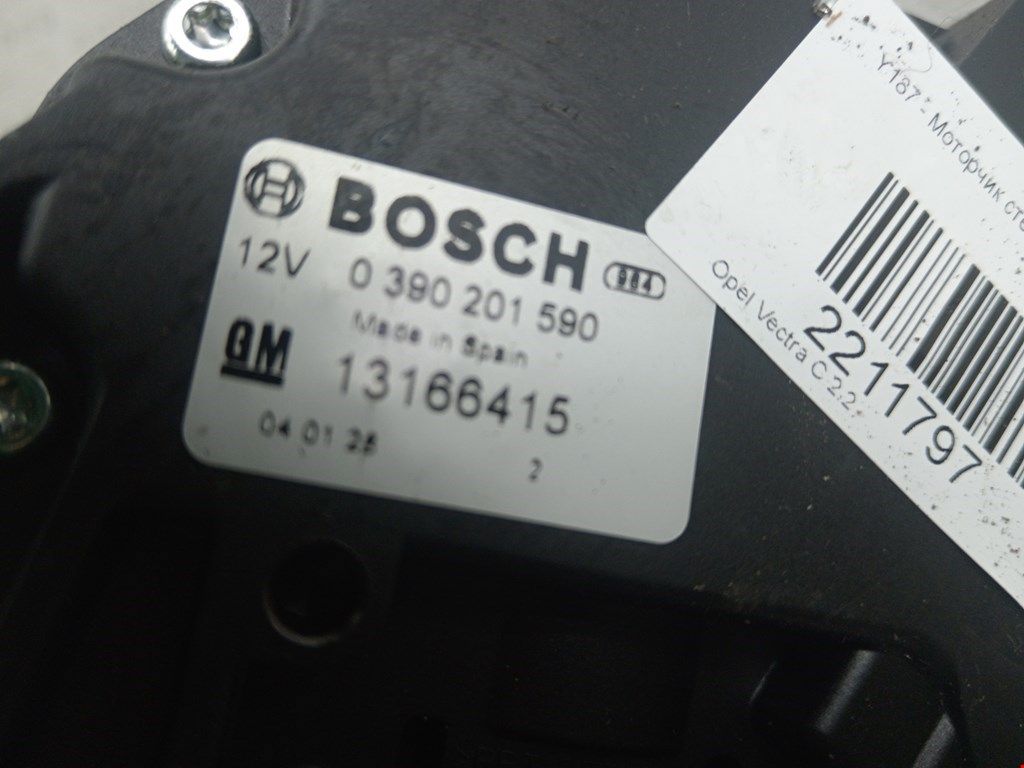 BOSCH
984
12V 0 390 201 590
Made in Spain
GM 13166415
04 01 28
2
Y187 - Моторчик
2211797
Opel Vectra C 2.2